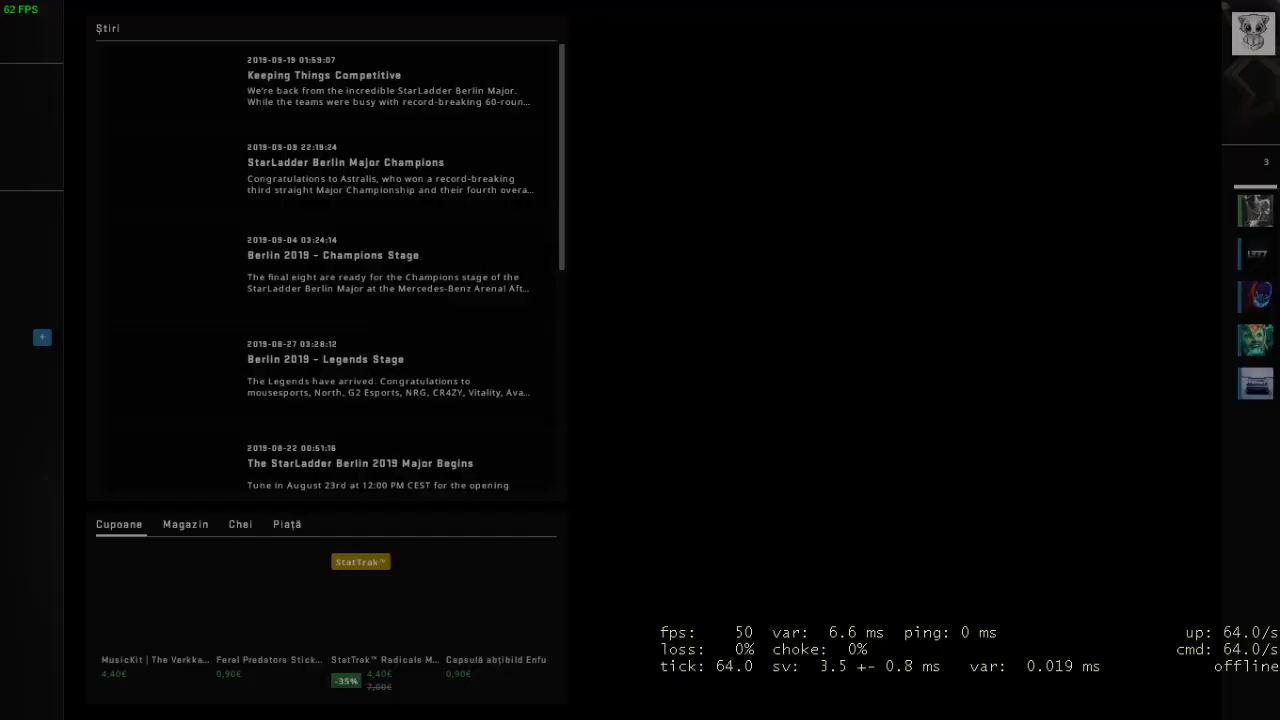 62 FPS
Știri
2019-09-19 01:59:07
Keeping Things Competitive
We're back from the incredible StarLadder Berlin Major.
While the teams were busy with record-breaking 60-roun...
2019-09-09 22:19:24
StarLadder Berlin Major Champions
Congratulations to Astralis, who won a record-breaking
third straight Major Championship and their fourth overa...
2019-09-04 03:24:14
Berlin 2019 - Champions Stage
The final eight are ready for the Champions stage of the
StarLadder Berlin Major at the Mercedes-Benz Arena! Aft...
2019-08-27 03:28:12
Berlin 2019 - Legends Stage
The Legends have arrived. Congratulations to
mousesports, North, G2 Esports, NRG, CR4ZY, Vitality, Ava...
2019-08-22 00:51:16
The StarLadder Berlin 2019 Major Begins
Tune in August 23rd at 12:00 PM CEST for the opening
3
+
Cupoane Magazin Chei Piață
StatTrak™
MusicKit | The Verkka... Feral Predators Stick... StatTrak™ Radicals M... Capsulă abțibild Enfu
4,40€ 0,90€ -35% 4,40€ 7,00€ 0,90€
fps: 50 var: 6.6 ms ping: 0 ms up: 64.0/s
loss: 0% choke: 0% cmd: 64.0/s
tick: 64.0 sv: 3.5 +- 0.8 ms var: 0.019 ms offline